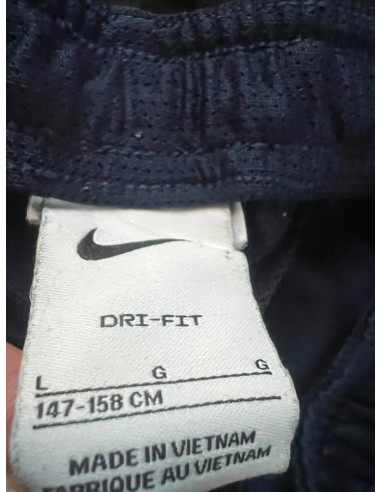 DRI-FIT
L G G
147-158 CM
MADE IN VIETNAM
FABRIQUE AU VIETNAM